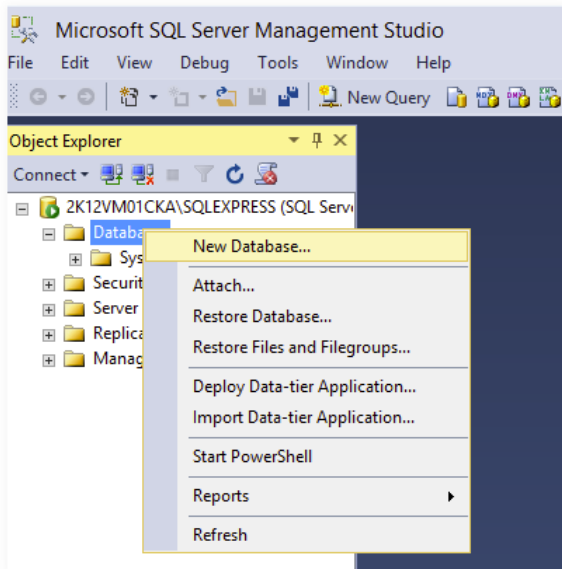 Microsoft SQL Server Management Studio
File Edit View Debug Tools Window Help
New Query
Object Explorer
Connect
2K12VM01CKA\SQLEXPRESS (SQL Serv
New Database...
Attach...
Restore Database...
Restore Files and Filegroups...
Deploy Data-tier Application...
Import Data-tier Application...
Start PowerShell
Reports
Refresh
Databa
Sys
Securit
Server
Replica
Manag